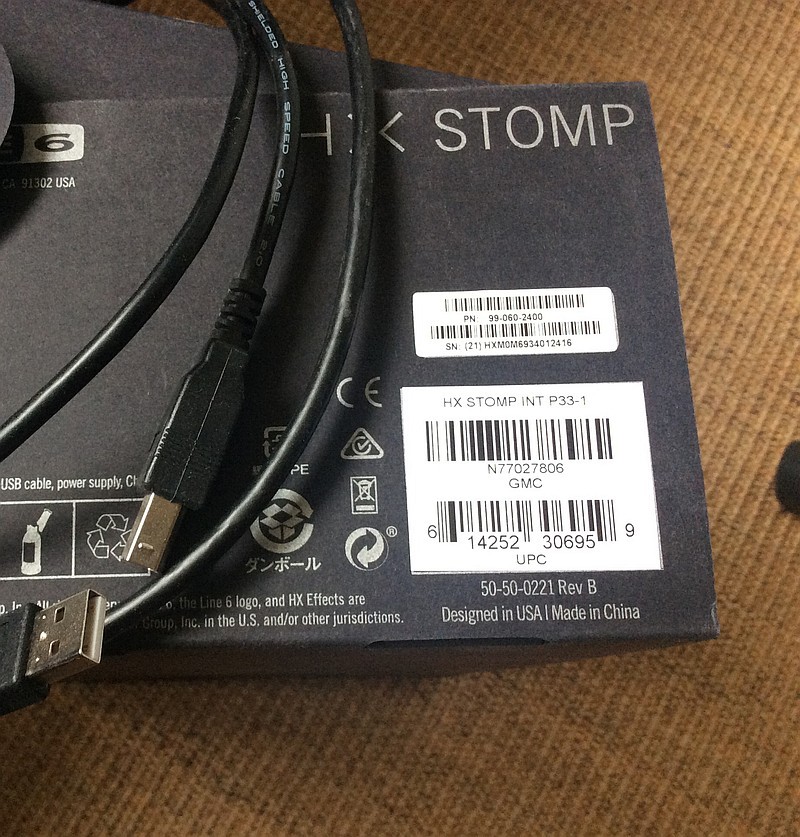 SHIELDED HIGH SPEED CABLE
HX STOMP
6
CA 91302 USA
PN: 99-060-2400
SN: (21) HXM0M6934012416
CE
HX STOMP INT P33-1
N77027806
GMC
6 14252 30695 9
UPC
PE
USB cable, power supply,
ダンボール
®
50-50-0221 Rev B
Designed in USA | Made in China
the Line 6 logo, and HX Effects are
Group, Inc. in the U.S. and/or other jurisdictions.